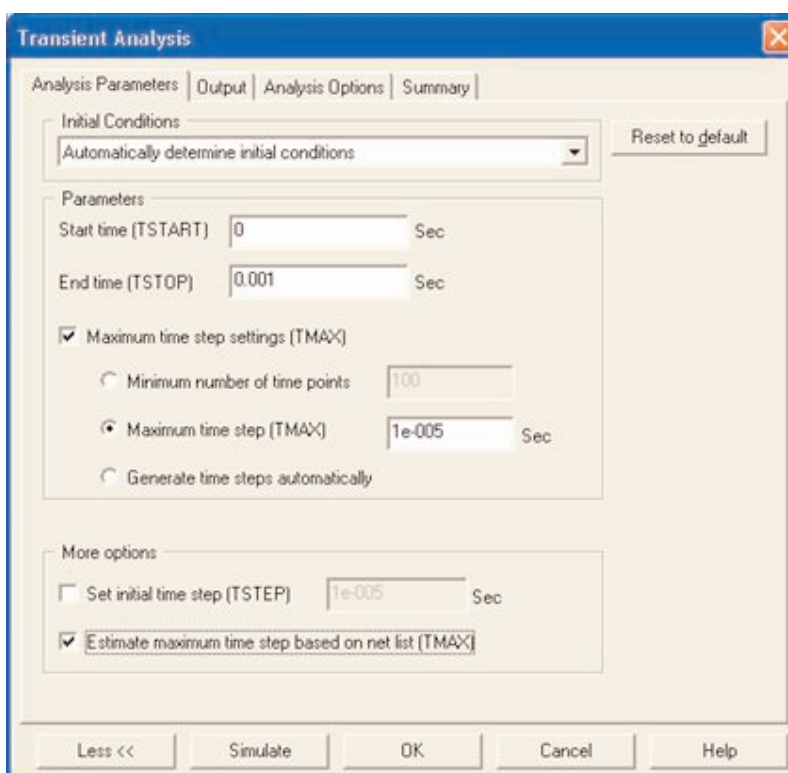 Transient Analysis
Analysis Parameters Output Analysis Options Summary
Initial Conditions
Automatically determine initial conditions
Reset to default
Parameters
Start time (TSTART) 0 Sec
End time (TSTOP) 0.001 Sec
Maximum time step settings (TMAX)
Minimum number of time points 100
Maximum time step (TMAX) 1e-005 Sec
Generate time steps automatically
More options
Set initial time step (TSTEP) 1e-005 Sec
Estimate maximum time step based on net list (TMAX)
Less << Simulate OK Cancel Help